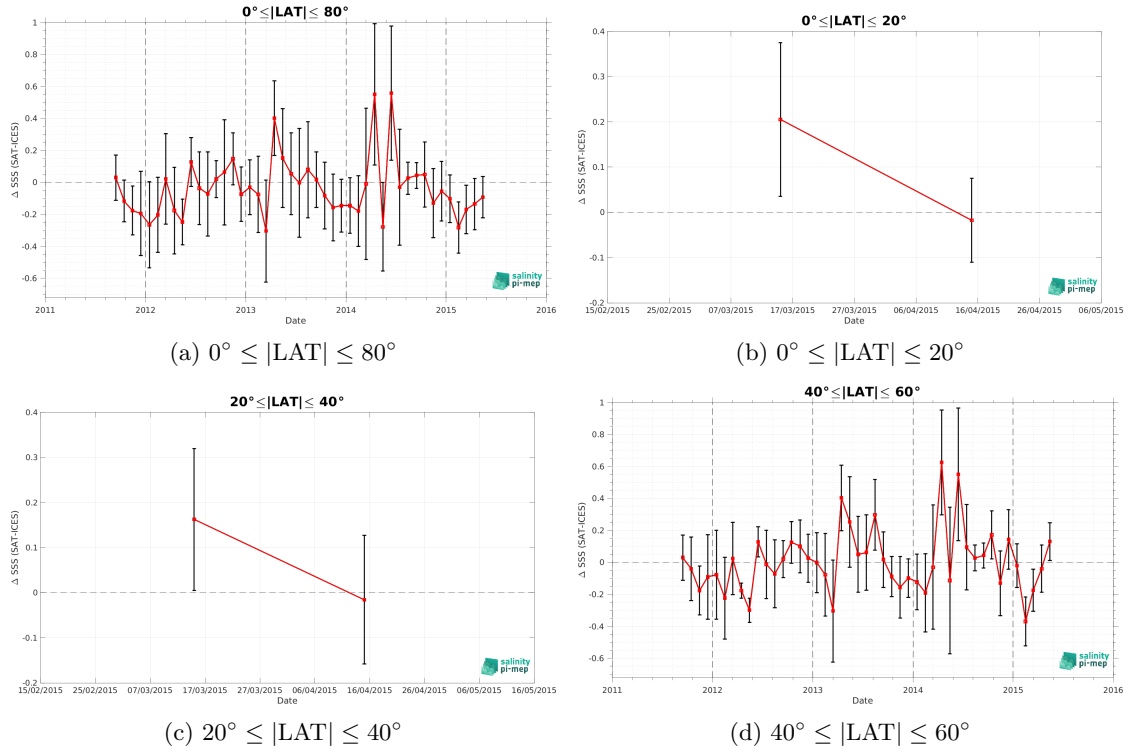 0°≤|LAT|≤ 80°
1
0.8
0.6
0.4
0.2
0
-0.2
-0.4
-0.6
Δ SSS (SAT-ICES)
2011 2012 2013 2014 2015 2016
Date
salinity
pi-mep
(a) 0° ≤ |LAT| ≤ 80°
0°≤|LAT|≤ 20°
0.4
0.3
0.2
0.1
0
-0.1
-0.2
Δ SSS (SAT-ICES)
15/02/2015 25/02/2015 07/03/2015 17/03/2015 27/03/2015 06/04/2015 16/04/2015 26/04/2015 06/05/2015
Date
salinity
pi-mep
(b) 0° ≤ |LAT| ≤ 20°
20°≤|LAT|≤ 40°
0.4
0.3
0.2
0.1
0
-0.1
-0.2
Δ SSS (SAT-ICES)
15/02/2015 25/02/2015 07/03/2015 17/03/2015 27/03/2015 06/04/2015 16/04/2015 26/04/2015 06/05/2015 16/05/2015
Date
salinity
pi-mep
(c) 20° ≤ |LAT| ≤ 40°
40°≤|LAT|≤ 60°
1
0.8
0.6
0.4
0.2
0
-0.2
-0.4
-0.6
Δ SSS (SAT-ICES)
2011 2012 2013 2014 2015 2016
Date
salinity
pi-mep
(d) 40° ≤ |LAT| ≤ 60°